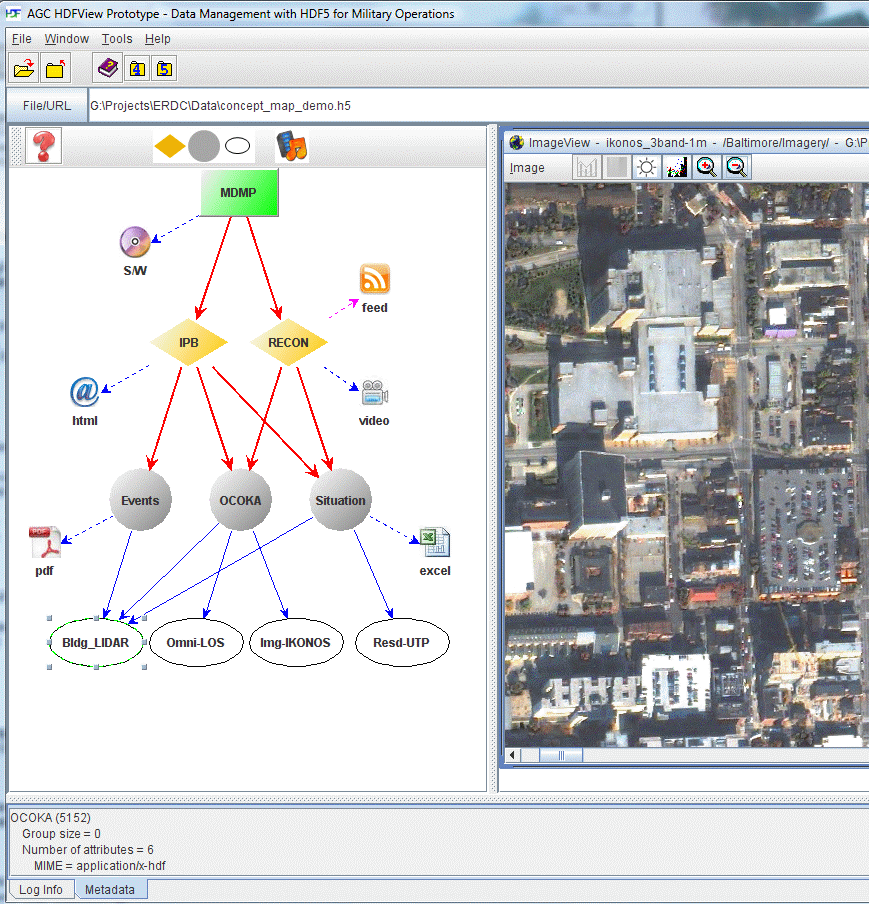 AGC HDFView Prototype - Data Management with HDF5 for Military Operations
File Window Tools Help
4 5
File/URL G:\Projects\ERDC\Data\concept_map_demo.h5
ImageView - ikonos_3band-1m - /Baltimore/Imagery/ - G:\P
Image
MDMP
S/W
feed
IPB RECON
html video
Events OCOKA Situation
PDF
pdf excel
Bldg_LIDAR Omni-LOS Img-IKONOS Resd-UTP
OCOKA (5152)
Group size = 0
Number of attributes = 6
MIME = application/x-hdf
Log Info Metadata